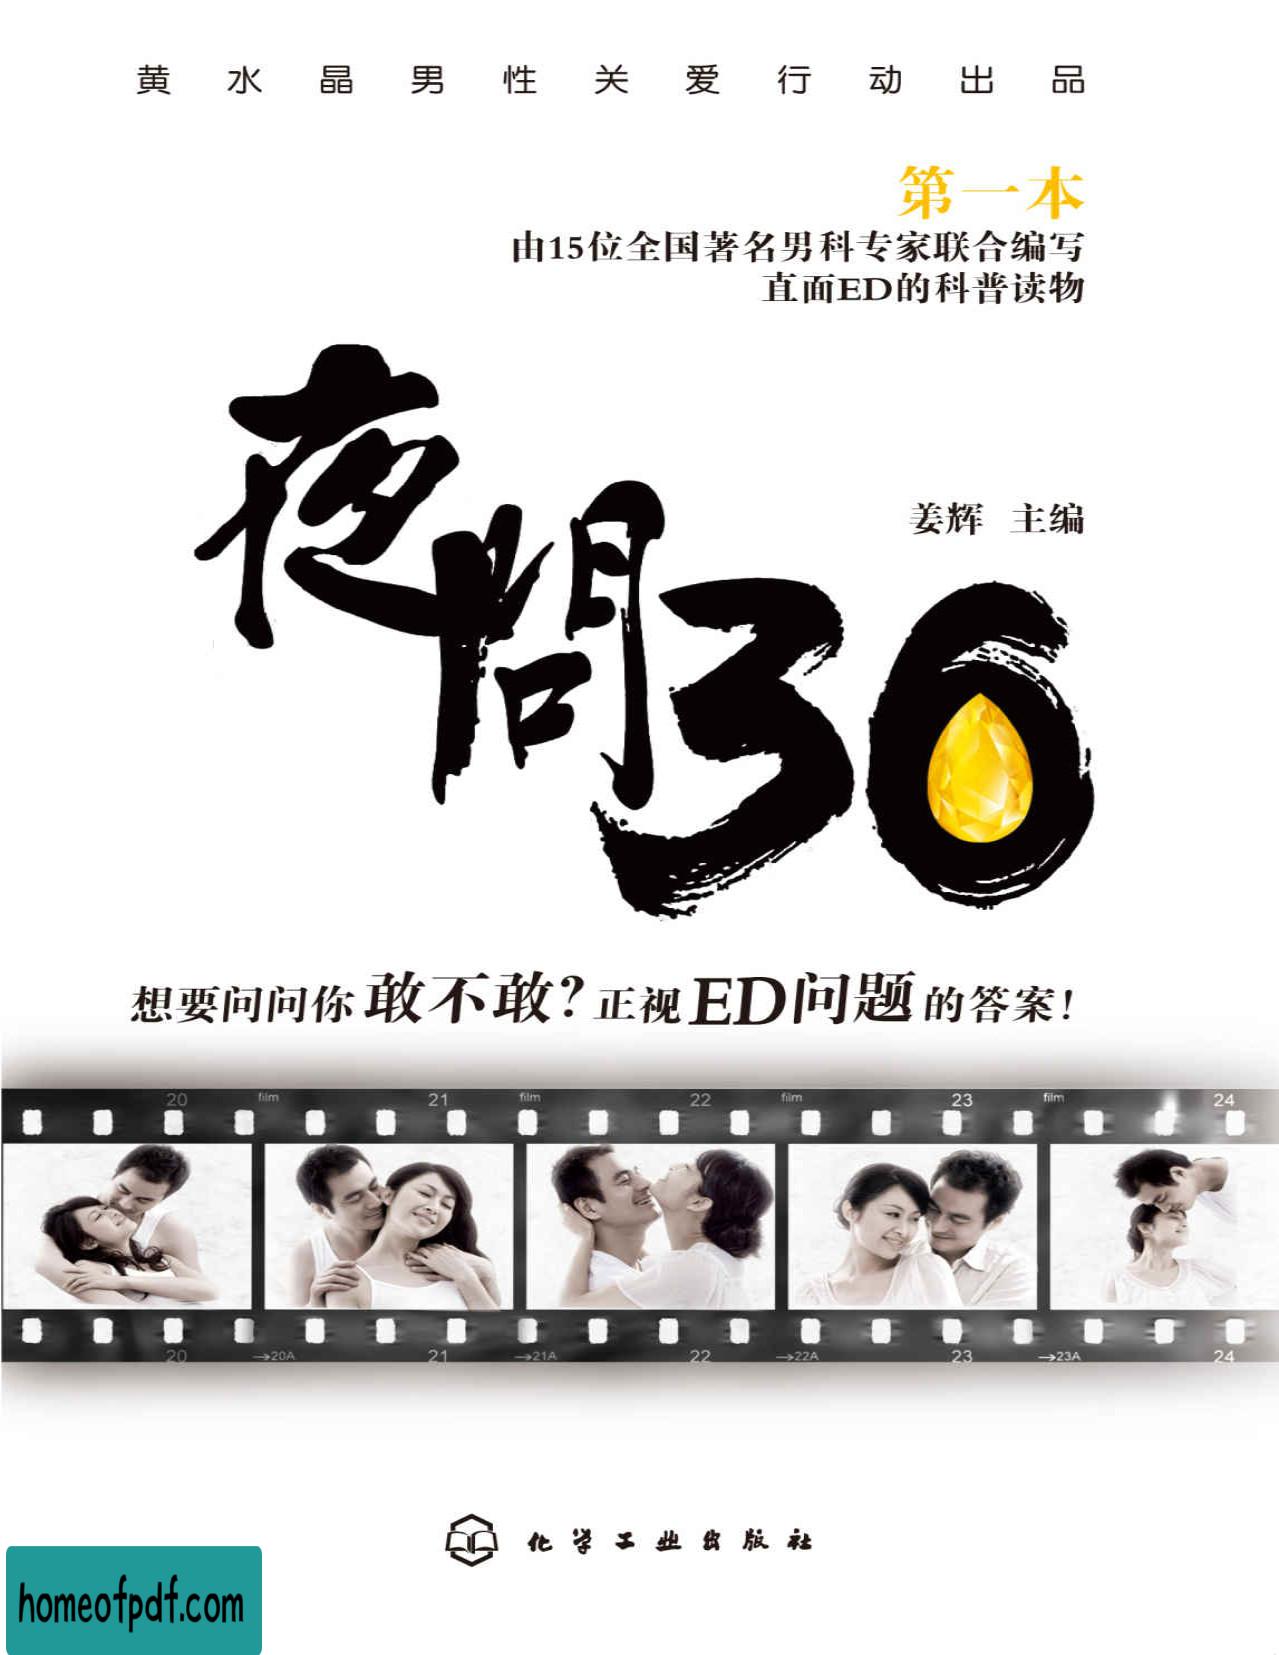 黄水晶男性关爱行动出品
第一本
由15位全国著名男科专家联合编写
直面ED的科普读物
夜問36
姜辉 主编
想要问问你敢不敢？正视ED问题的答案！
20 film 21 film 22 film 23 film 24
20 →20A 21 →21A 22 →22A 23 →23A 24
化学工业出版社
homeofpdf.com